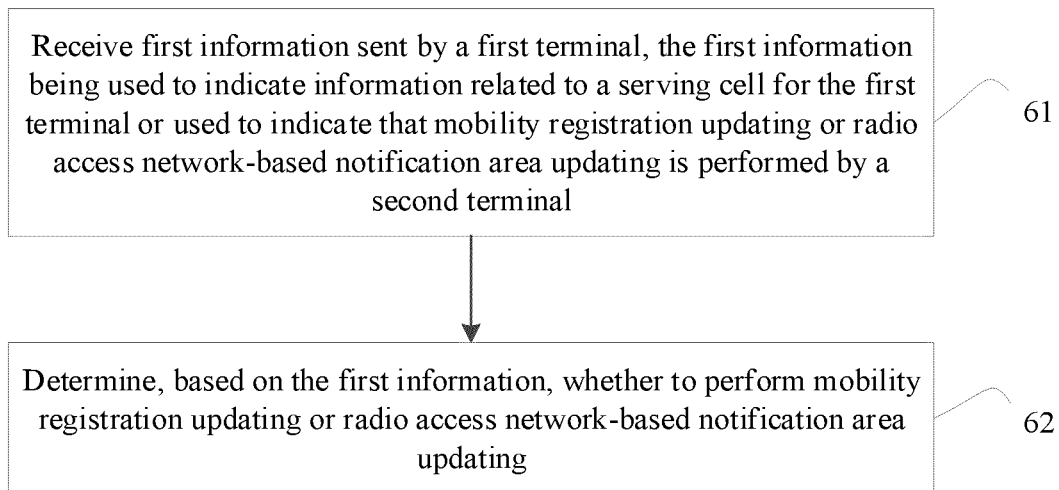 Receive first information sent by a first terminal, the first information
being used to indicate information related to a serving cell for the first
terminal or used to indicate that mobility registration updating or radio
access network-based notification area updating is performed by a
second terminal
61
Determine, based on the first information, whether to perform mobility
registration updating or radio access network-based notification area
updating
62